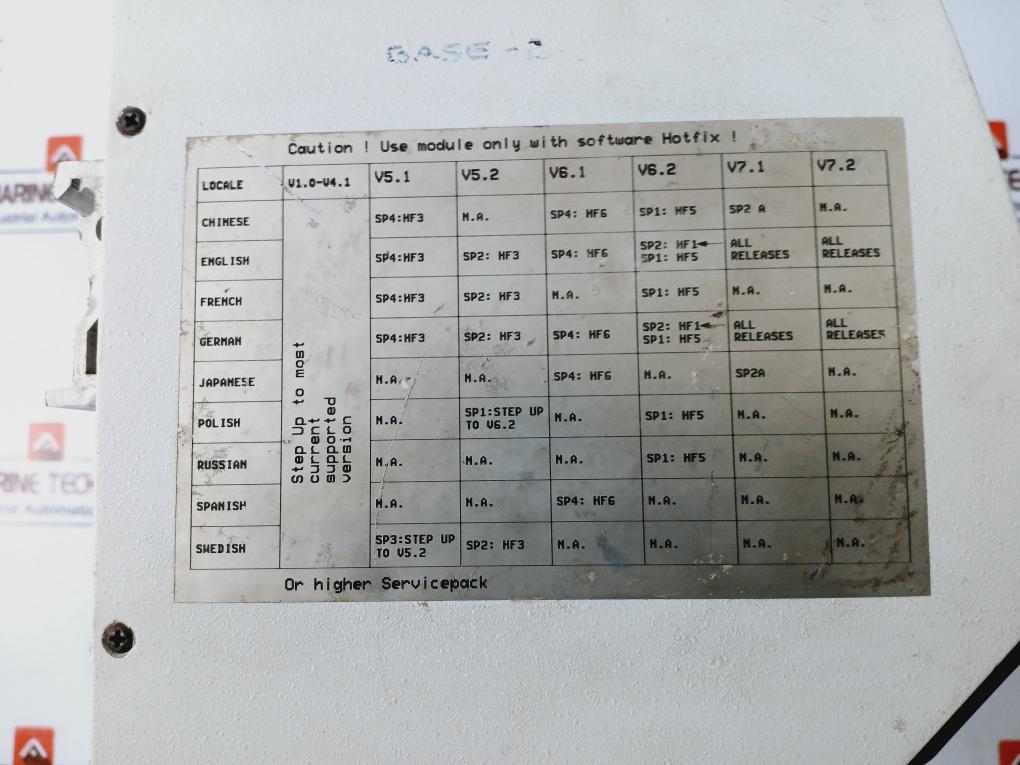 BASE -
Caution ! Use module only with software Hotfix !
LOCALE V1.0-V4.1 V5.1 V5.2 V6.1 V6.2 V7.1 V7.2
CHINESE SP4:HF3 N.A. SP4: HF6 SP1: HF5 SP2 A N.A.
ENGLISH SP4:HF3 SP2: HF3 SP4: HF6 SP2: HF1 SP1: HF5 ALL RELEASES ALL RELEASES
FRENCH SP4:HF3 SP2: HF3 N.A. SP1: HF5 N.A. N.A.
GERMAN SP4:HF3 SP2: HF3 SP4: HF6 SP2: HF1 SP1: HF5 ALL RELEASES ALL RELEASES
JAPANESE N.A. N.A. SP4: HF6 N.A. SP2A N.A.
POLISH N.A. SP1:STEP UP TO V6.2 N.A. SP1: HF5 N.A. N.A.
RUSSIAN N.A. N.A. N.A. SP1: HF5 N.A. N.A.
SPANISH N.A. N.A. SP4: HF6 N.A. N.A. N.A.
SWEDISH SP3:STEP UP TO V5.2 SP2: HF3 N.A. N.A. N.A. N.A.
Step Up to most
current
supported
version
Or higher Servicepack